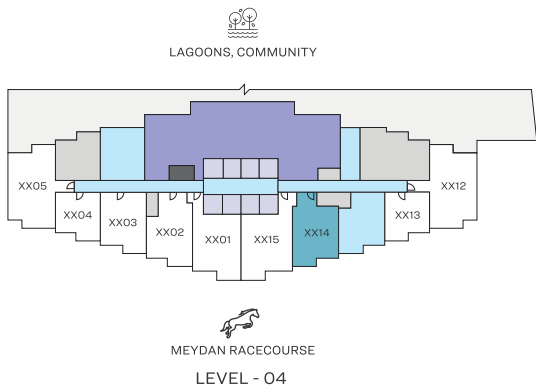 LAGOONS, COMMUNITY
XX05
XX12
XX04
XX03
XX02
XX01
XX15
XX14
XX13
MEYDAN RACECOURSE
LEVEL - 04